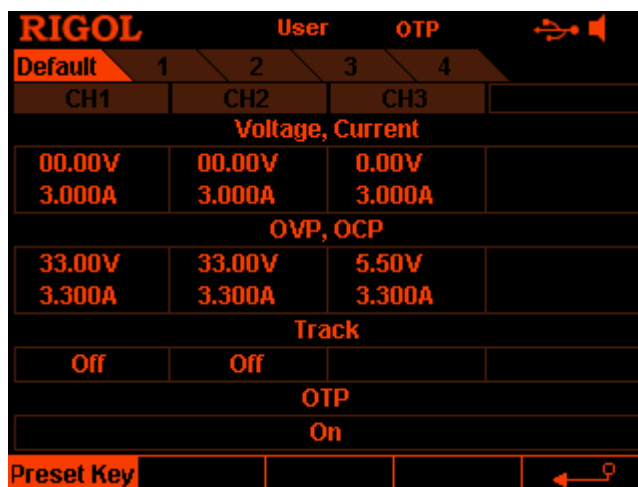 RIGOL User OTP
Default 1 2 3 4
CH1 CH2 CH3
Voltage, Current
00.00V 00.00V 0.00V
3.000A 3.000A 3.000A
OVP, OCP
33.00V 33.00V 5.50V
3.300A 3.300A 3.300A
Track
Off Off
OTP
On
Preset Key